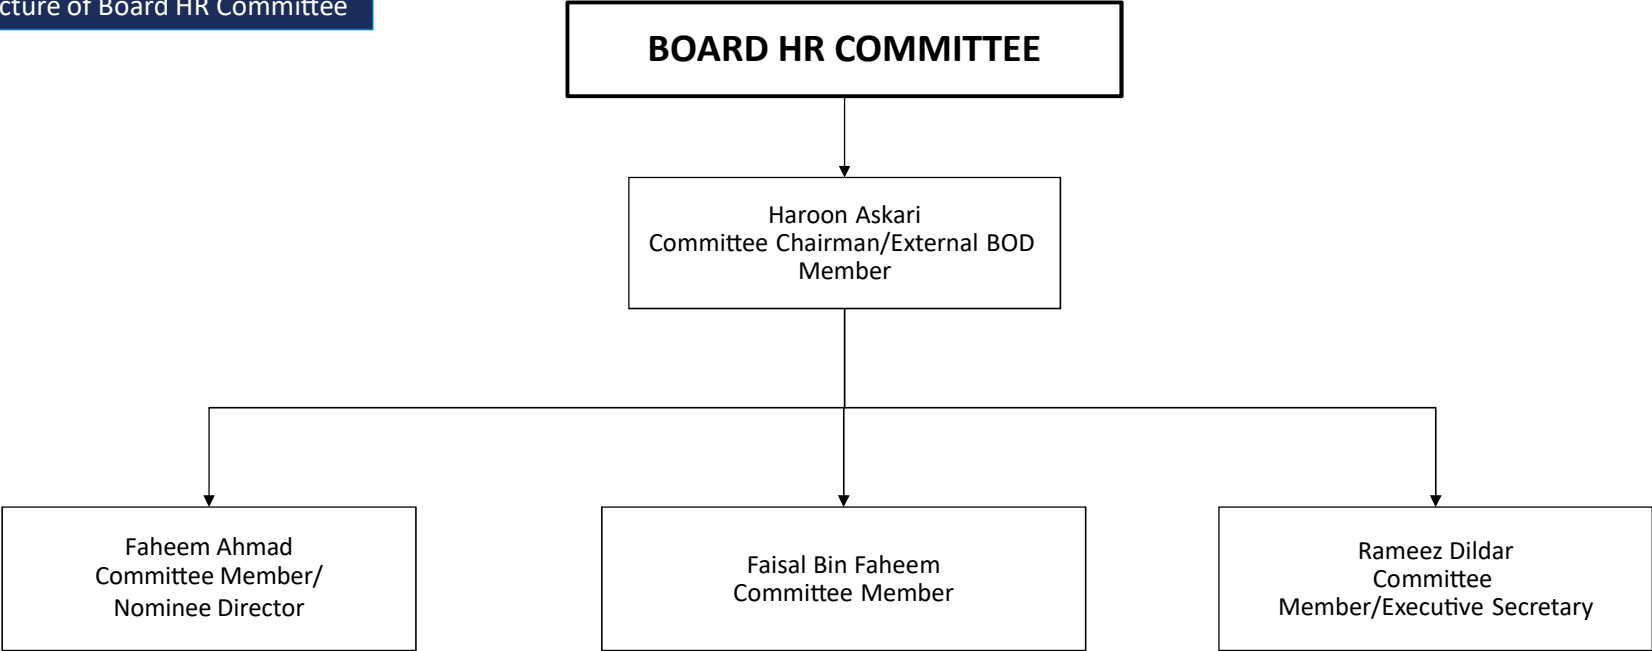 of Board HR Committee
BOARD HR COMMITTEE
Haroon Askari
Committee Chairman/External BOD
Member
Faheem Ahmad
Committee Member/
Nominee Director
Faisal Bin Faheem
Committee Member
Rameez Dildar
Committee
Member/Executive Secretary